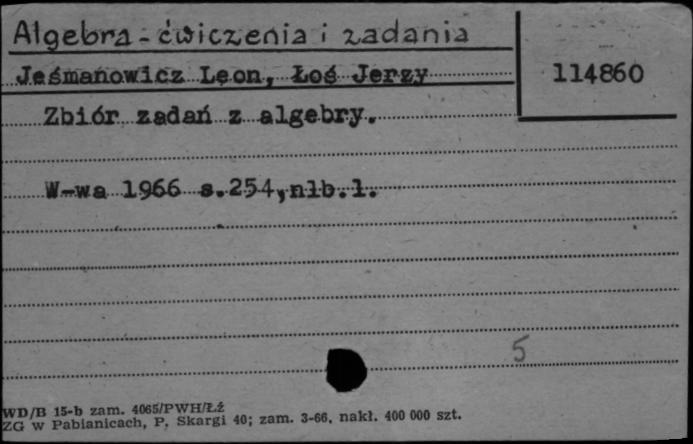 Algebra - ćwiczenia i zadania
Jeśmanowicz Leon, Łoś Jerzy
114860
Zbiór zadań z algebry.
W-wa 1966 s.254,nlb.1.
5
WD/B 15-b zam. 4065/PWH/Łź
ZG w Pabianicach, P. Skargi 40; zam. 3-66, nakł. 400 000 szt.